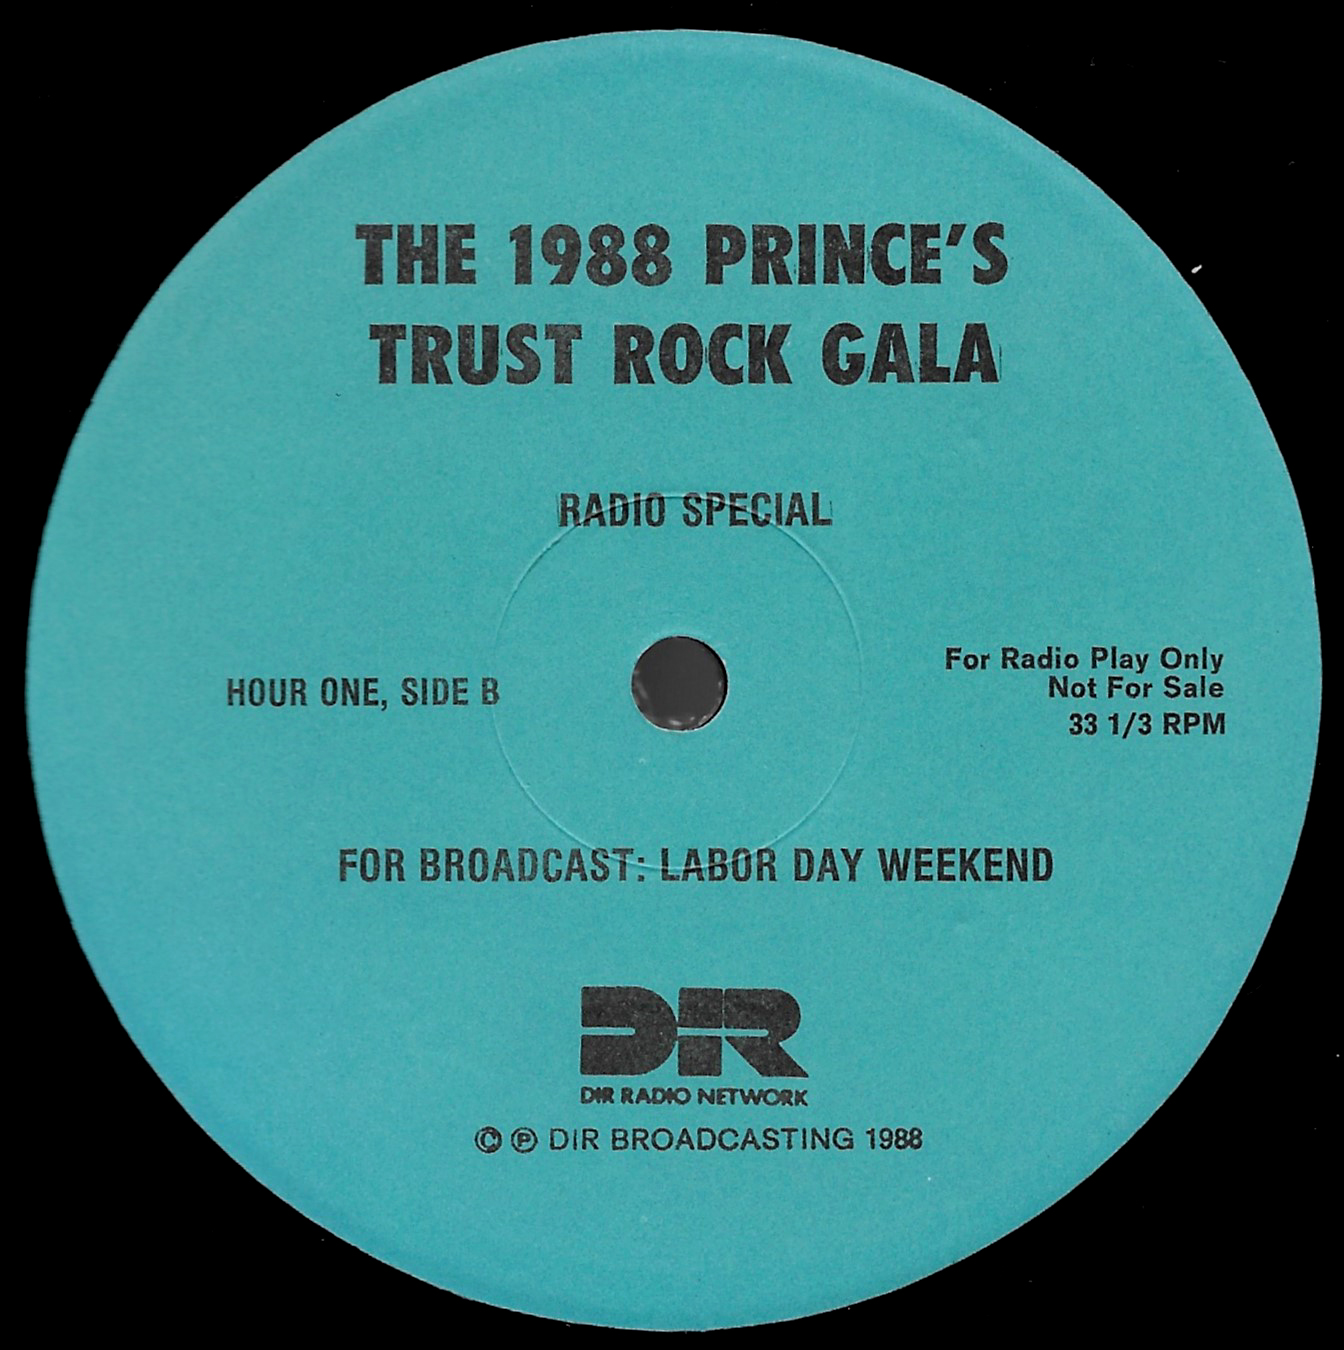 THE 1988 PRINCE'S
TRUST ROCK GALA
RADIO SPECIAL
HOUR ONE, SIDE B
For Radio Play Only
Not For Sale
33 1/3 RPM
FOR BROADCAST: LABOR DAY WEEKEND
DIR
DIR RADIO NETWORK
© ℗ DIR BROADCASTING 1988